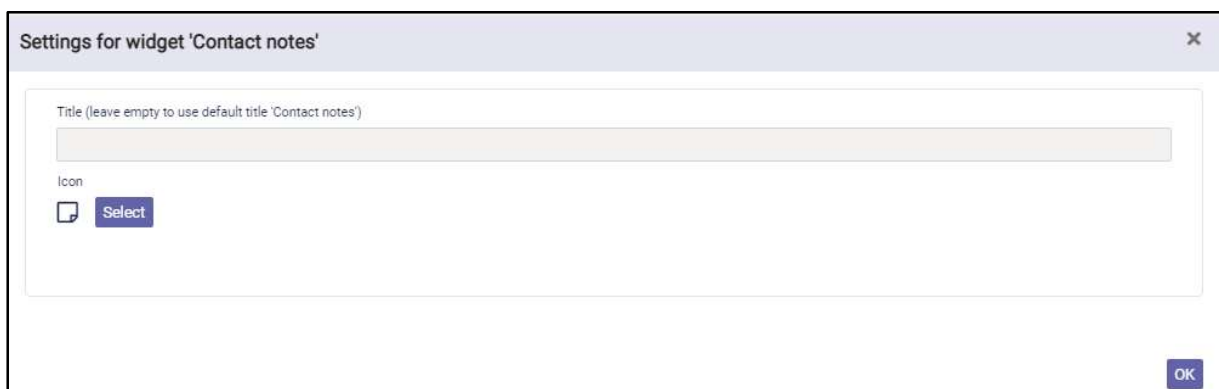 Settings for widget 'Contact notes'
Title (leave empty to use default title 'Contact notes')
Icon
Select
OK